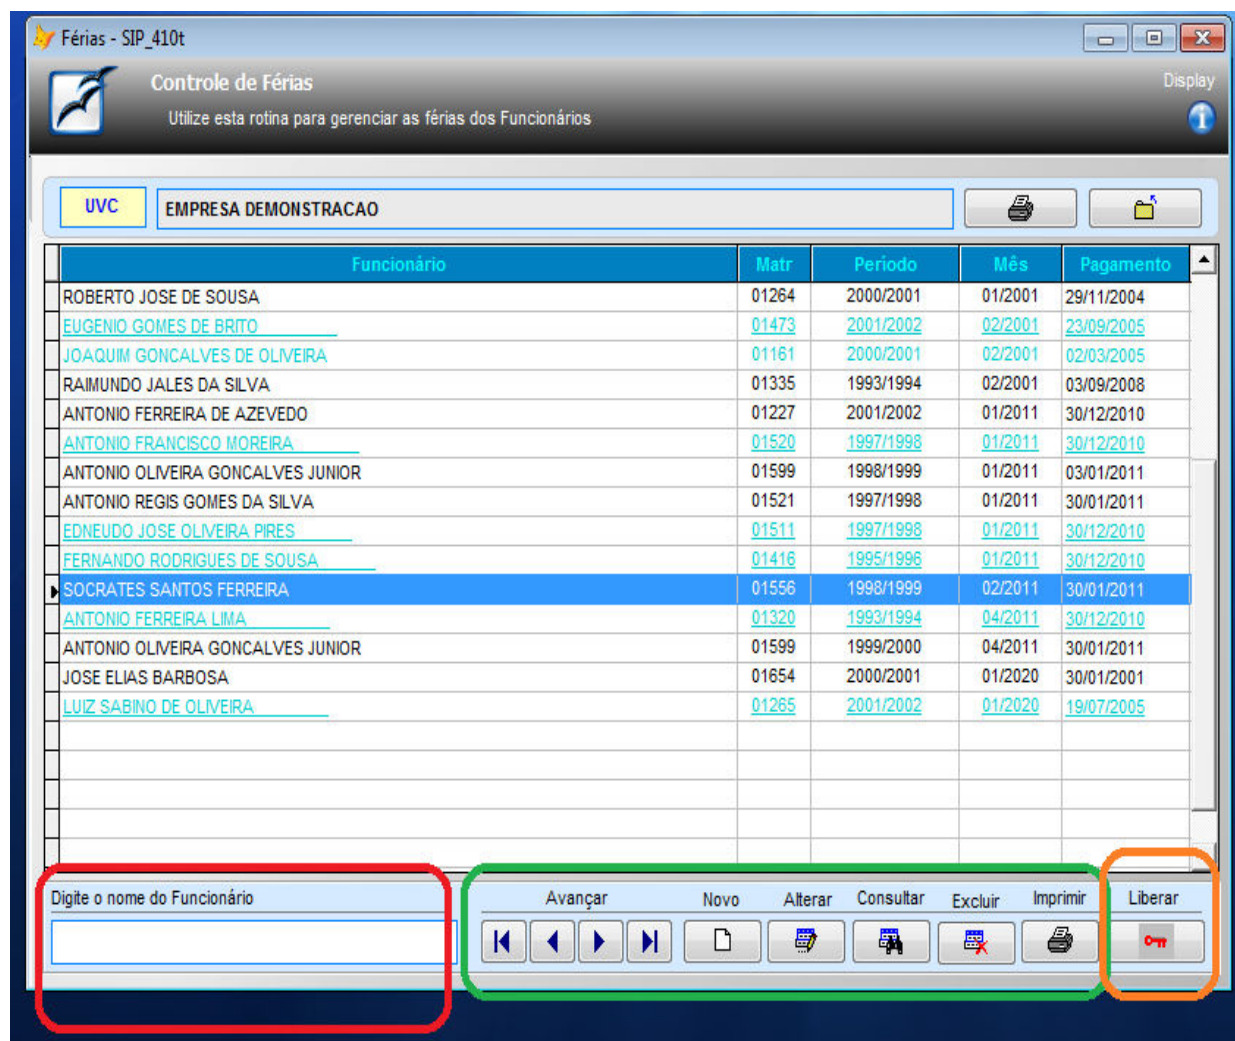 Férias - SIP_410t
Controle de Férias
Display
Utilize esta rotina para gerenciar as férias dos Funcionários
UVC EMPRESA DEMONSTRACAO
Funcionário Matr Período Mês Pagamento
ROBERTO JOSE DE SOUSA 01264 2000/2001 01/2001 29/11/2004
EUGENIO GOMES DE BRITO 01473 2001/2002 02/2001 23/09/2005
JOAQUIM GONCALVES DE OLIVEIRA 01161 2000/2001 02/2001 02/03/2005
RAIMUNDO JALES DA SILVA 01335 1993/1994 02/2001 03/09/2008
ANTONIO FERREIRA DE AZEVEDO 01227 2001/2002 01/2011 30/12/2010
ANTONIO FRANCISCO MOREIRA 01520 1997/1998 01/2011 30/12/2010
ANTONIO OLIVEIRA GONCALVES JUNIOR 01599 1998/1999 01/2011 03/01/2011
ANTONIO REGIS GOMES DA SILVA 01521 1997/1998 01/2011 30/01/2011
EDNEUDO JOSE OLIVEIRA PIRES 01511 1997/1998 01/2011 30/12/2010
FERNANDO RODRIGUES DE SOUSA 01416 1995/1996 01/2011 30/12/2010
SOCRATES SANTOS FERREIRA 01556 1998/1999 02/2011 30/01/2011
ANTONIO FERREIRA LIMA 01320 1993/1994 04/2011 30/12/2010
ANTONIO OLIVEIRA GONCALVES JUNIOR 01599 1999/2000 04/2011 30/01/2011
JOSE ELIAS BARBOSA 01654 2000/2001 01/2020 30/01/2001
LUIZ SABINO DE OLIVEIRA 01265 2001/2002 01/2020 19/07/2005
Digite o nome do Funcionário Avançar Novo Alterar Consultar Excluir Imprimir Liberar